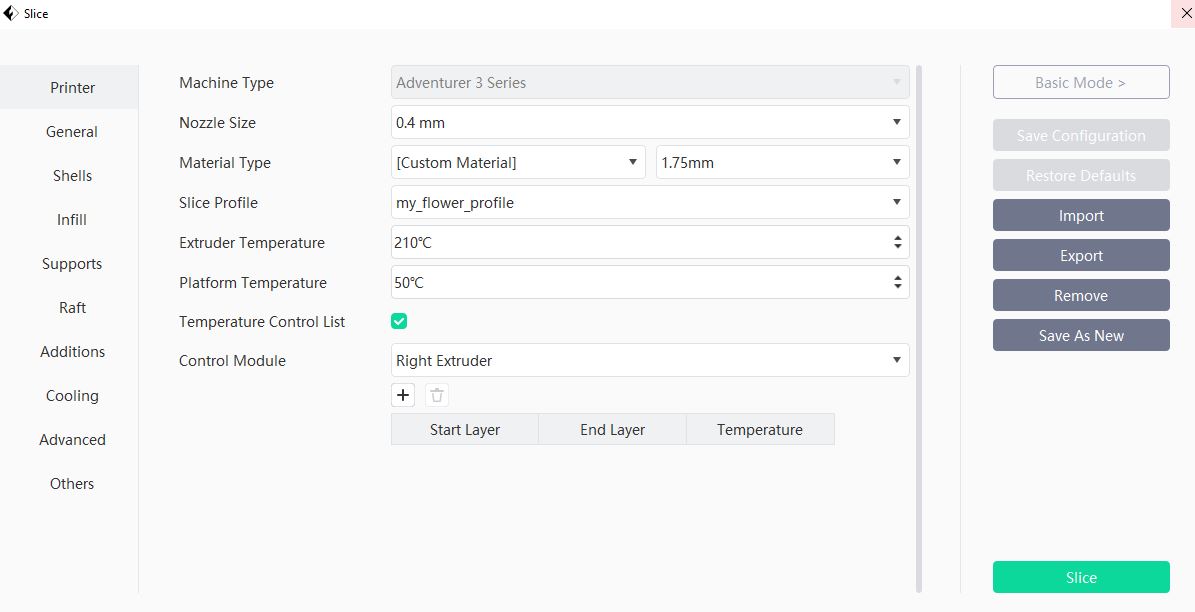 Slice
Printer
General
Shells
Infill
Supports
Raft
Additions
Cooling
Advanced
Others
Machine Type Adventurer 3 Series
Nozzle Size 0.4 mm
Material Type [Custom Material] 1.75mm
Slice Profile my_flower_profile
Extruder Temperature 210℃
Platform Temperature 50℃
Temperature Control List
Control Module Right Extruder
Start Layer End Layer Temperature
Basic Mode >
Save Configuration
Restore Defaults
Import
Export
Remove
Save As New
Slice